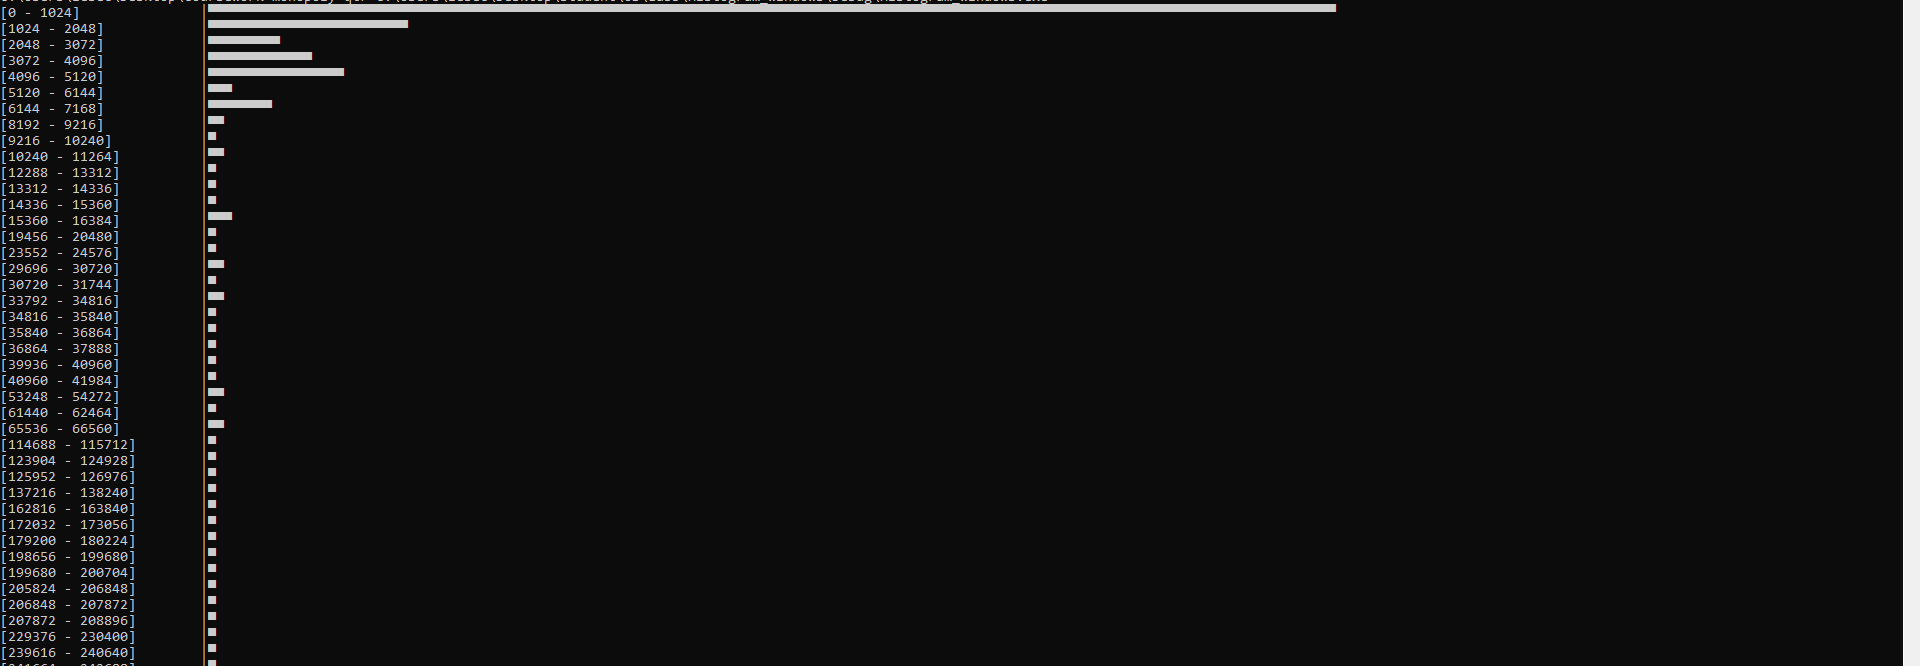 [0 - 1024]
[1024 - 2048]
[2048 - 3072]
[3072 - 4096]
[4096 - 5120]
[5120 - 6144]
[6144 - 7168]
[8192 - 9216]
[9216 - 10240]
[10240 - 11264]
[12288 - 13312]
[13312 - 14336]
[14336 - 15360]
[15360 - 16384]
[19456 - 20480]
[23552 - 24576]
[29696 - 30720]
[30720 - 31744]
[33792 - 34816]
[34816 - 35840]
[35840 - 36864]
[36864 - 37888]
[39936 - 40960]
[40960 - 41984]
[53248 - 54272]
[61440 - 62464]
[65536 - 66560]
[114688 - 115712]
[123904 - 124928]
[125952 - 126976]
[137216 - 138240]
[162816 - 163840]
[172032 - 173056]
[179200 - 180224]
[198656 - 199680]
[199680 - 200704]
[205824 - 206848]
[206848 - 207872]
[207872 - 208896]
[229376 - 230400]
[239616 - 240640]